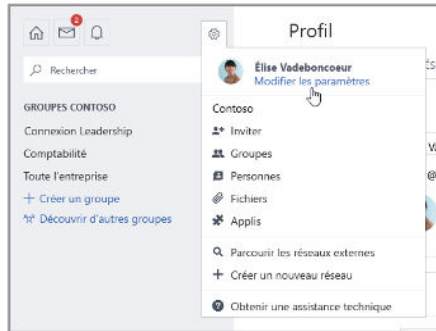 2
Profil
Rechercher
Élise Vadeboncoeur
Modifier les paramètres
GROUPES CONTOSO
Connexion Leadership
Comptabilité
Toute l'entreprise
+ Créer un groupe
Découvrir d'autres groupes
Contoso
Inviter
Groupes
Personnes
Fichiers
Applis
Parcourir les réseaux externes
+ Créer un nouveau réseau
Obtenir une assistance technique
@